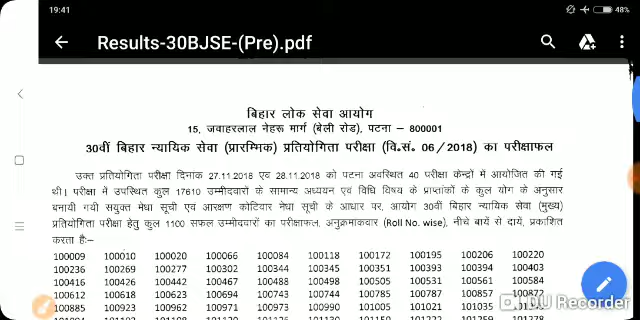 19:41
48%
Results-30BJSE-(Pre).pdf
बिहार लोक सेवा आयोग
15, जवाहरलाल नेहरू मार्ग (बेली रोड), पटना – 800001
30वीं बिहार न्यायिक सेवा (प्रारम्भिक) प्रतियोगिता परीक्षा (वि.सं. 06/2018) का परीक्षाफल
उक्त प्रतियोगिता परीक्षा दिनांक 27.11.2018 एवं 28.11.2018 को पटना अवस्थित 40 परीक्षा केन्द्रों में आयोजित की गई
थी। परीक्षा में उपस्थित कुल 17610 उम्मीदवारों के सामान्य अध्ययन एवं विधि विषय के प्राप्तांकों के कुल योग के अनुसार
बनायी गयी संयुक्त मेधा सूची एवं आरक्षण कोटिवार मेधा सूची के आधार पर, आयोग 30वीं बिहार न्यायिक सेवा (मुख्य)
प्रतियोगिता परीक्षा हेतु कुल 1100 सफल उम्मीदवारों का परीक्षाफल, अनुक्रमांकवार (Roll No. wise), नीचे बायें से दायें, प्रकाशित
करता है:–
100009 100010 100020 100066 100084 100118 100172 100195 100206 100220
100236 100269 100277 100302 100344 100345 100351 100393 100394 100403
100416 100426 100442 100467 100488 100498 100505 100531 100561 100584
100612 100618 100623 100694 100743 100744 100785 100787 100857 100872
100885 100923 100962 100971 100973 100990 101005 101021 101035
DU Recorder